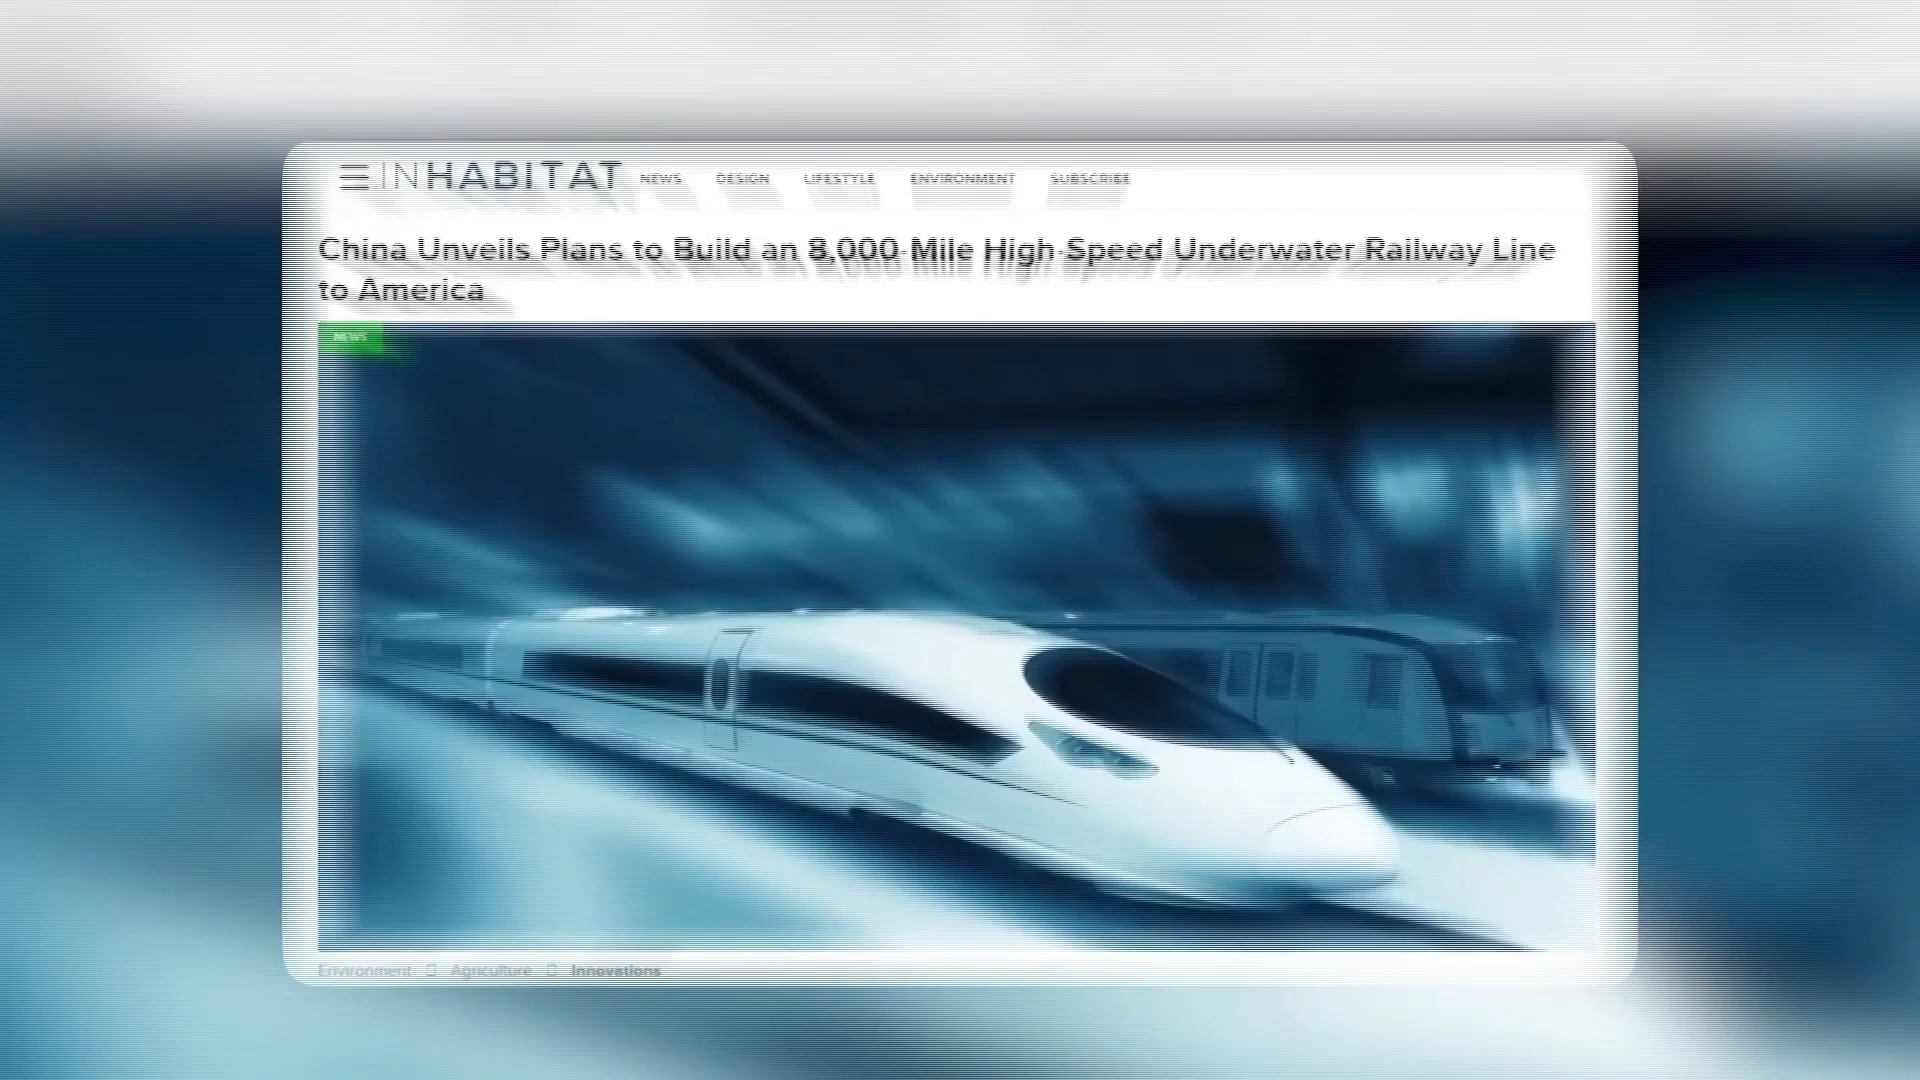 INHABITAT NEWS DESIGN LIFESTYLE ENVIRONMENT SUBSCRIBE
China Unveils Plans to Build an 8,000-Mile High-Speed Underwater Railway Line
to America
NEWS
Environment Agriculture Innovations